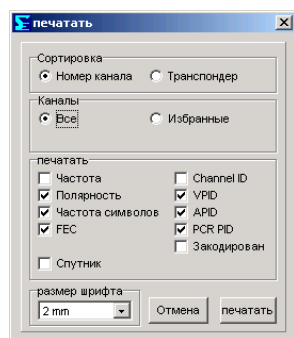 печатать
Сортировка
Номер канала Транспондер
Каналы
Все Избранные
печатать
Частота Channel ID
Полярность VPID
Частота символов APID
FEC PCR PID
Закодирован
Спутник
размер шрифта
2 mm Отмена печатать